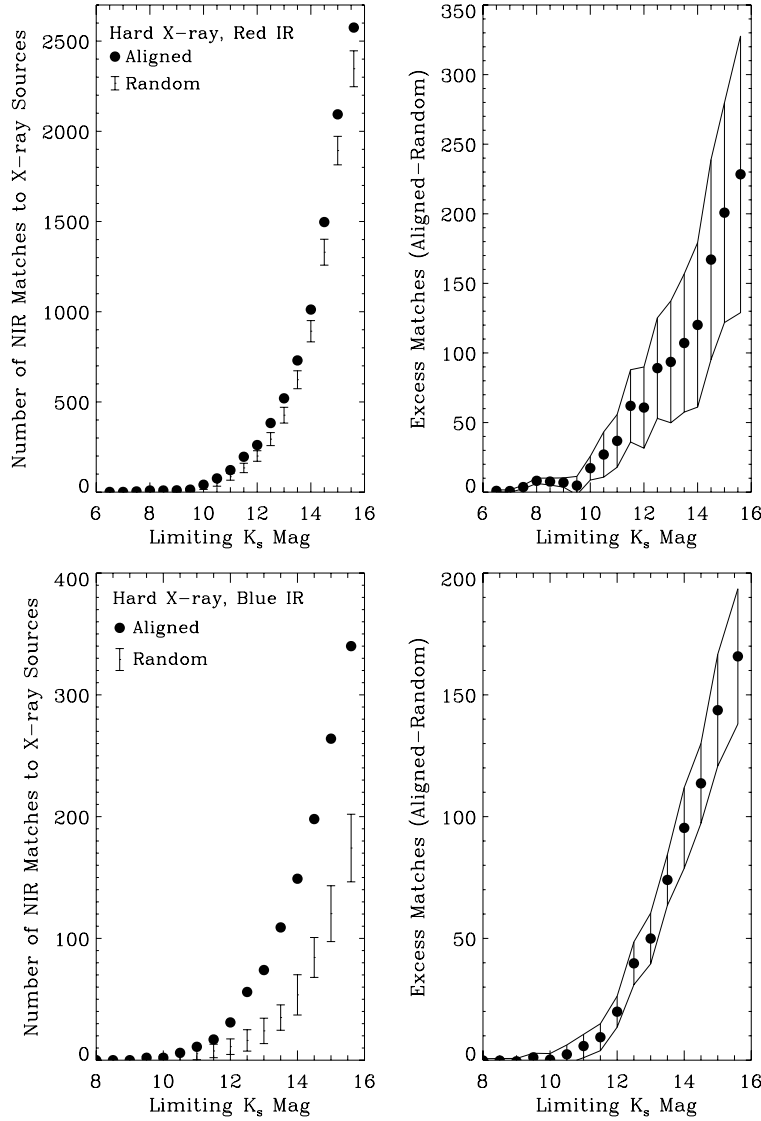 Number of NIR Matches to X-ray Sources
Hard X-ray, Red IR
Aligned
Random
2500
2000
1500
1000
500
0
6 8 10 12 14 16
Limiting Ks Mag
Excess Matches (Aligned-Random)
350
300
250
200
150
100
50
0
6 8 10 12 14 16
Limiting Ks Mag
Number of NIR Matches to X-ray Sources
Hard X-ray, Blue IR
Aligned
Random
400
300
200
100
0
8 10 12 14 16
Limiting Ks Mag
Excess Matches (Aligned-Random)
200
150
100
50
0
8 10 12 14 16
Limiting Ks Mag